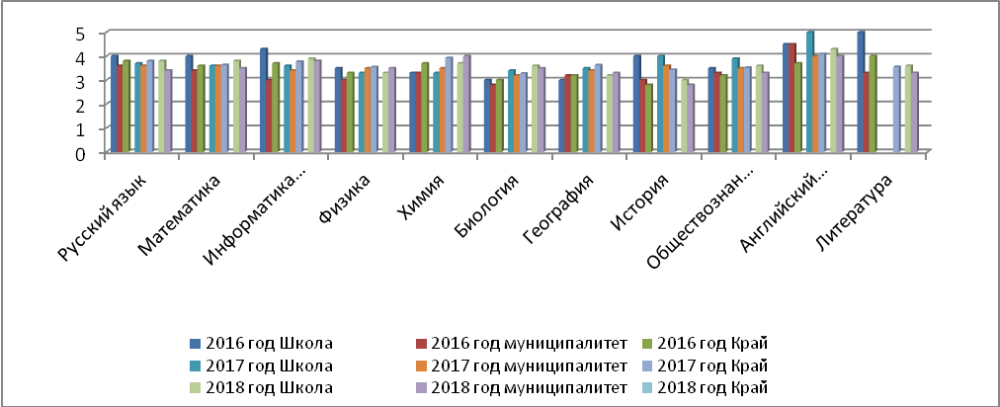 5
4
3
2
1
0
Русский язык
Математика
Информатика...
Физика
Химия
Биология
География
История
Обществознан...
Английский...
Литература
2016 год Школа 2016 год муниципалитет 2016 год Край
2017 год Школа 2017 год муниципалитет 2017 год Край
2018 год Школа 2018 год муниципалитет 2018 год Край